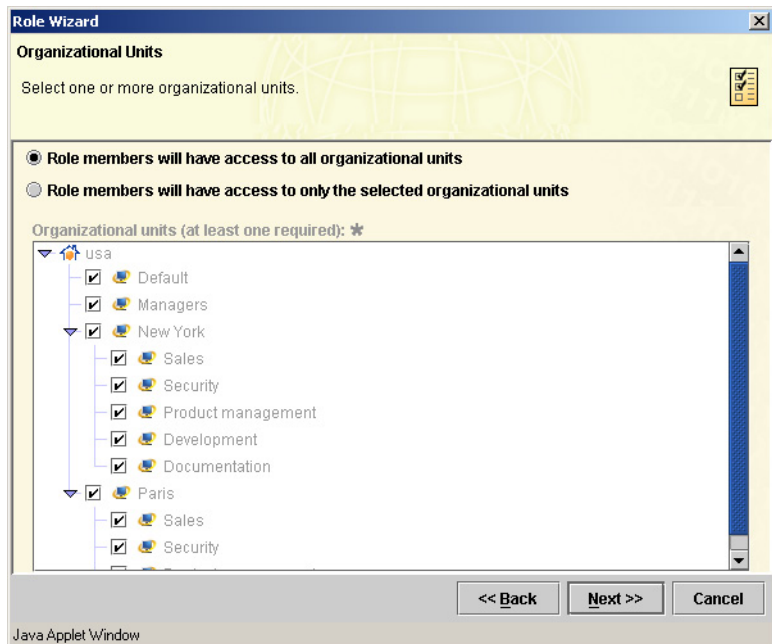 Role Wizard
Organizational Units
Select one or more organizational units.
Role members will have access to all organizational units
Role members will have access to only the selected organizational units
Organizational units (at least one required): *
usa
Default
Managers
New York
Sales
Security
Product management
Development
Documentation
Paris
Sales
Security
<< Back Next >> Cancel
Java Applet Window